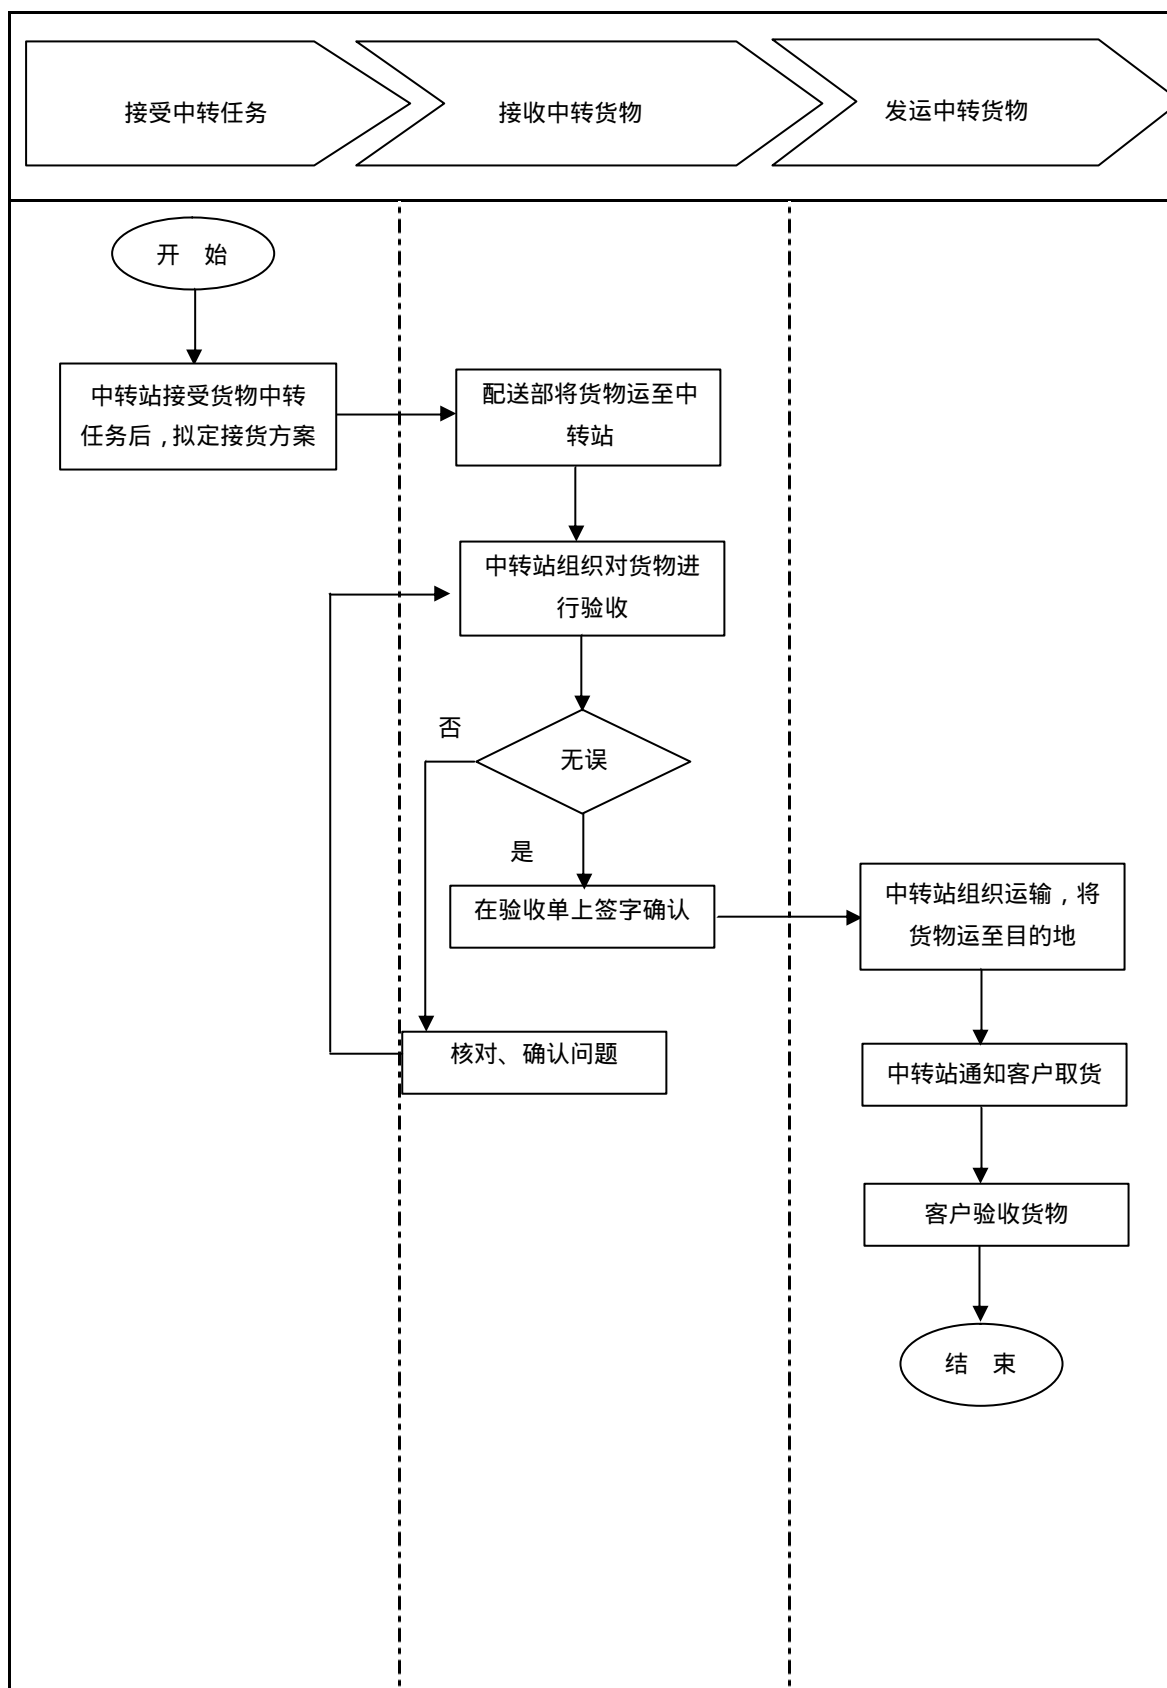 接受中转任务
接收中转货物
发运中转货物
开 始
中转站接受货物中转
任务后，拟定接货方案
配送部将货物运至中
转站
中转站组织对货物进
行验收
否
无误
是
在验收单上签字确认
核对、确认问题
中转站组织运输，将
货物运至目的地
中转站通知客户取货
客户验收货物
结 束